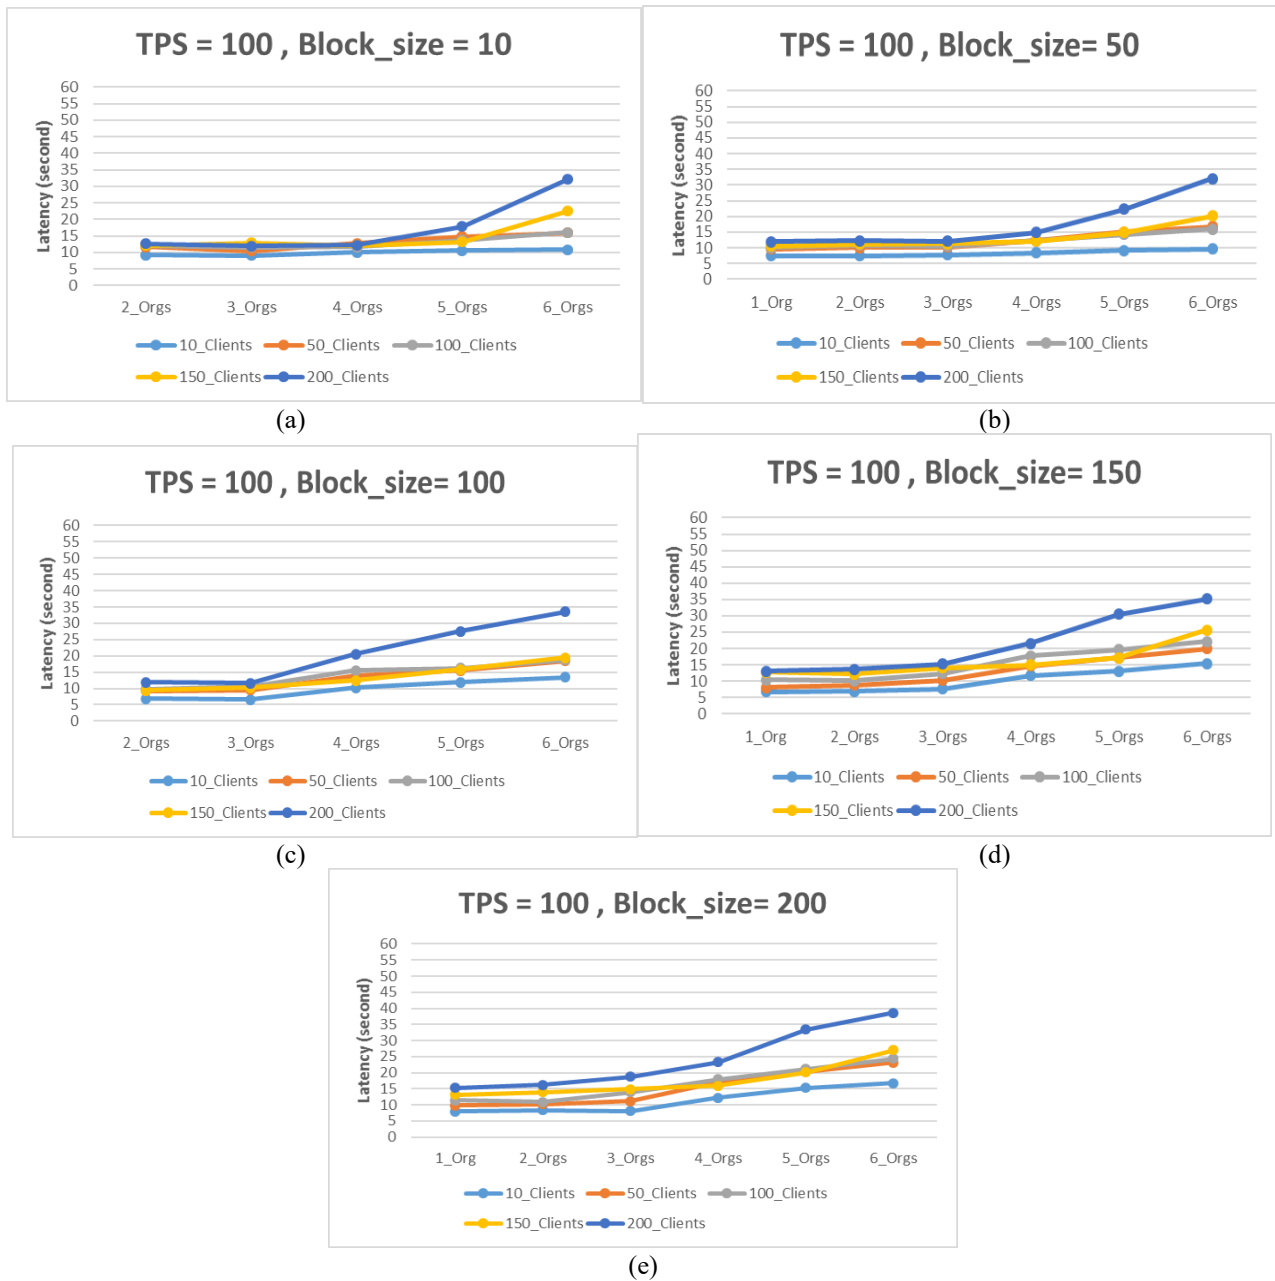 TPS = 100 , Block_size = 10
Latency (second)
60
55
50
45
40
35
30
25
20
15
10
5
0
2_Orgs 3_Orgs 4_Orgs 5_Orgs 6_Orgs
10_Clients 50_Clients 100_Clients
150_Clients 200_Clients
(a)
TPS = 100 , Block_size= 50
Latency (second)
60
55
50
45
40
35
30
25
20
15
10
5
0
1_Org 2_Orgs 3_Orgs 4_Orgs 5_Orgs 6_Orgs
10_Clients 50_Clients 100_Clients
150_Clients 200_Clients
(b)
TPS = 100 , Block_size= 100
Latency (second)
60
55
50
45
40
35
30
25
20
15
10
5
0
2_Orgs 3_Orgs 4_Orgs 5_Orgs 6_Orgs
10_Clients 50_Clients 100_Clients
150_Clients 200_Clients
(c)
TPS = 100 , Block_size= 150
Latency (second)
60
55
50
45
40
35
30
25
20
15
10
5
0
1_Org 2_Orgs 3_Orgs 4_Orgs 5_Orgs 6_Orgs
10_Clients 50_Clients 100_Clients
150_Clients 200_Clients
(d)
TPS = 100 , Block_size= 200
Latency (second)
60
55
50
45
40
35
30
25
20
15
10
5
0
1_Org 2_Orgs 3_Orgs 4_Orgs 5_Orgs 6_Orgs
10_Clients 50_Clients 100_Clients
150_Clients 200_Clients
(e)